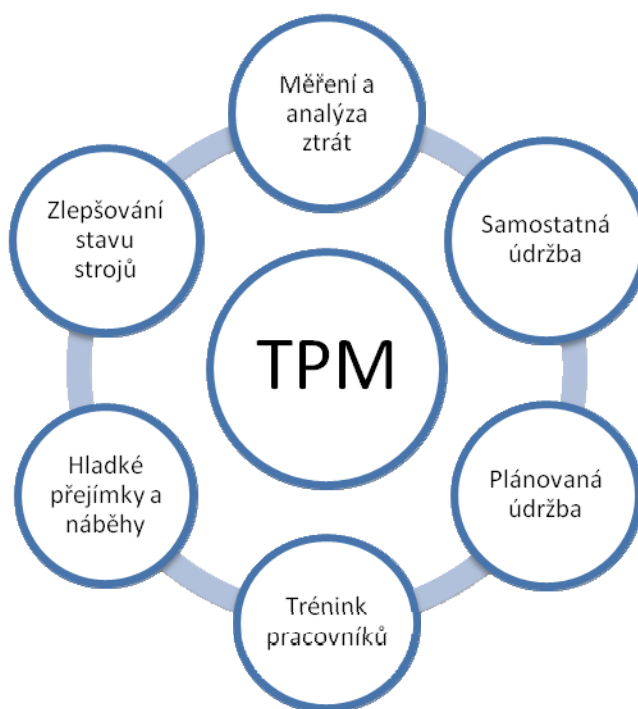 Měření a
analýza
ztrát
Samostatná
údržba
Plánovaná
údržba
Trénink
pracovníků
Hladké
přejímky a
náběhy
Zlepšování
stavu
strojů
TPM